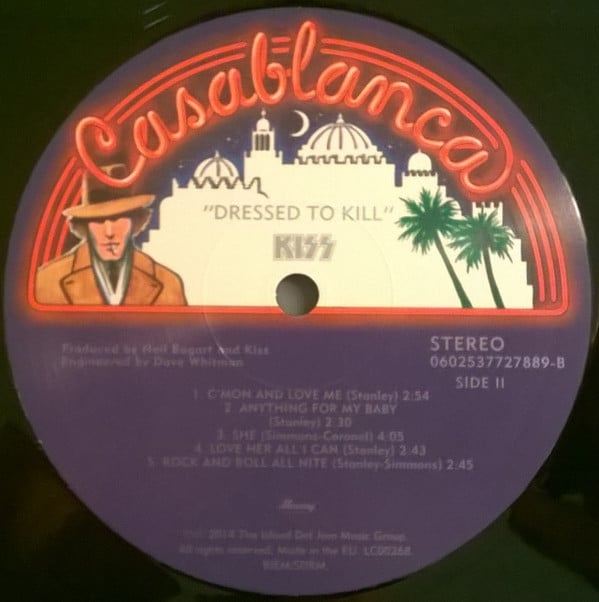 Casablanca
"DRESSED TO KILL"
KISS
Produced by Neil Bogart and Kiss
Engineered by Dave Whitman
STEREO
0602537727889-B
SIDE II
1. C'MON AND LOVE ME (Stanley) 2:54
2. ANYTHING FOR MY BABY
(Stanley) 2.30
3. SHE (Simmons-Coronel) 4:05
4. LOVE HER ALL I CAN (Stanley) 2.43
5. ROCK AND ROLL ALL NITE (Stanley-Simmons) 2.45
Mercury
2014 The Island Def Jam Music Group.
All rights reserved. Made in the EU. LC00268.
BIEM/SDRM.